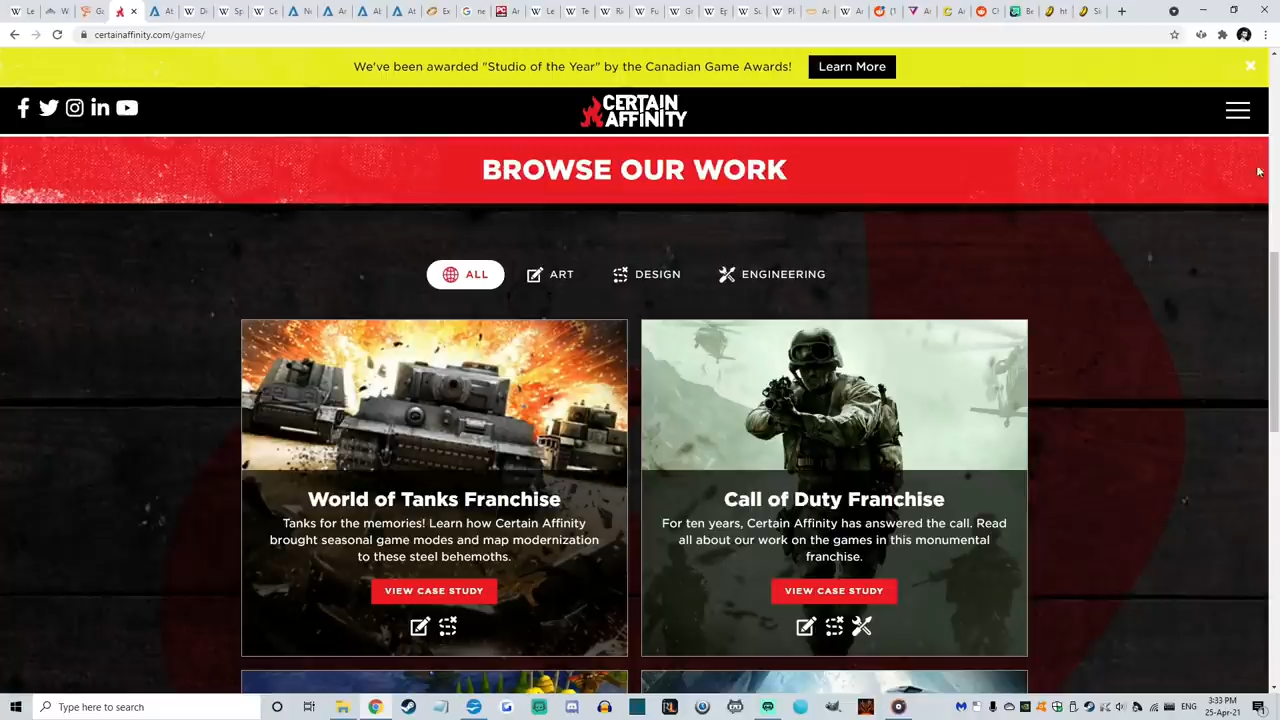 certainaffinity.com/games/
We've been awarded "Studio of the Year" by the Canadian Game Awards!
Learn More
CERTAIN
AFFINITY
BROWSE OUR WORK
ALL
ART
DESIGN
ENGINEERING
World of Tanks Franchise
Tanks for the memories! Learn how Certain Affinity
brought seasonal game modes and map modernization
to these steel behemoths.
VIEW CASE STUDY
Call of Duty Franchise
For ten years, Certain Affinity has answered the call. Read
all about our work on the games in this monumental
franchise.
VIEW CASE STUDY
Type here to search
3:33 PM
25-Apr-21